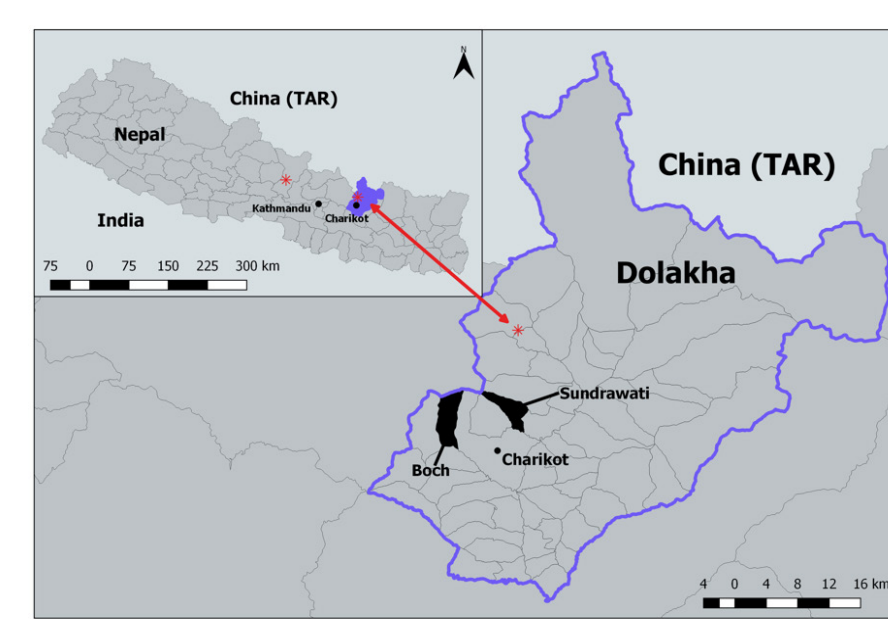 N
China (TAR)
Nepal
Kathmandu
Charikot
India
75 0 75 150 225 300 km
China (TAR)
Dolakha
Sundrawati
Charikot
Boch
4 0 4 8 12 16 km